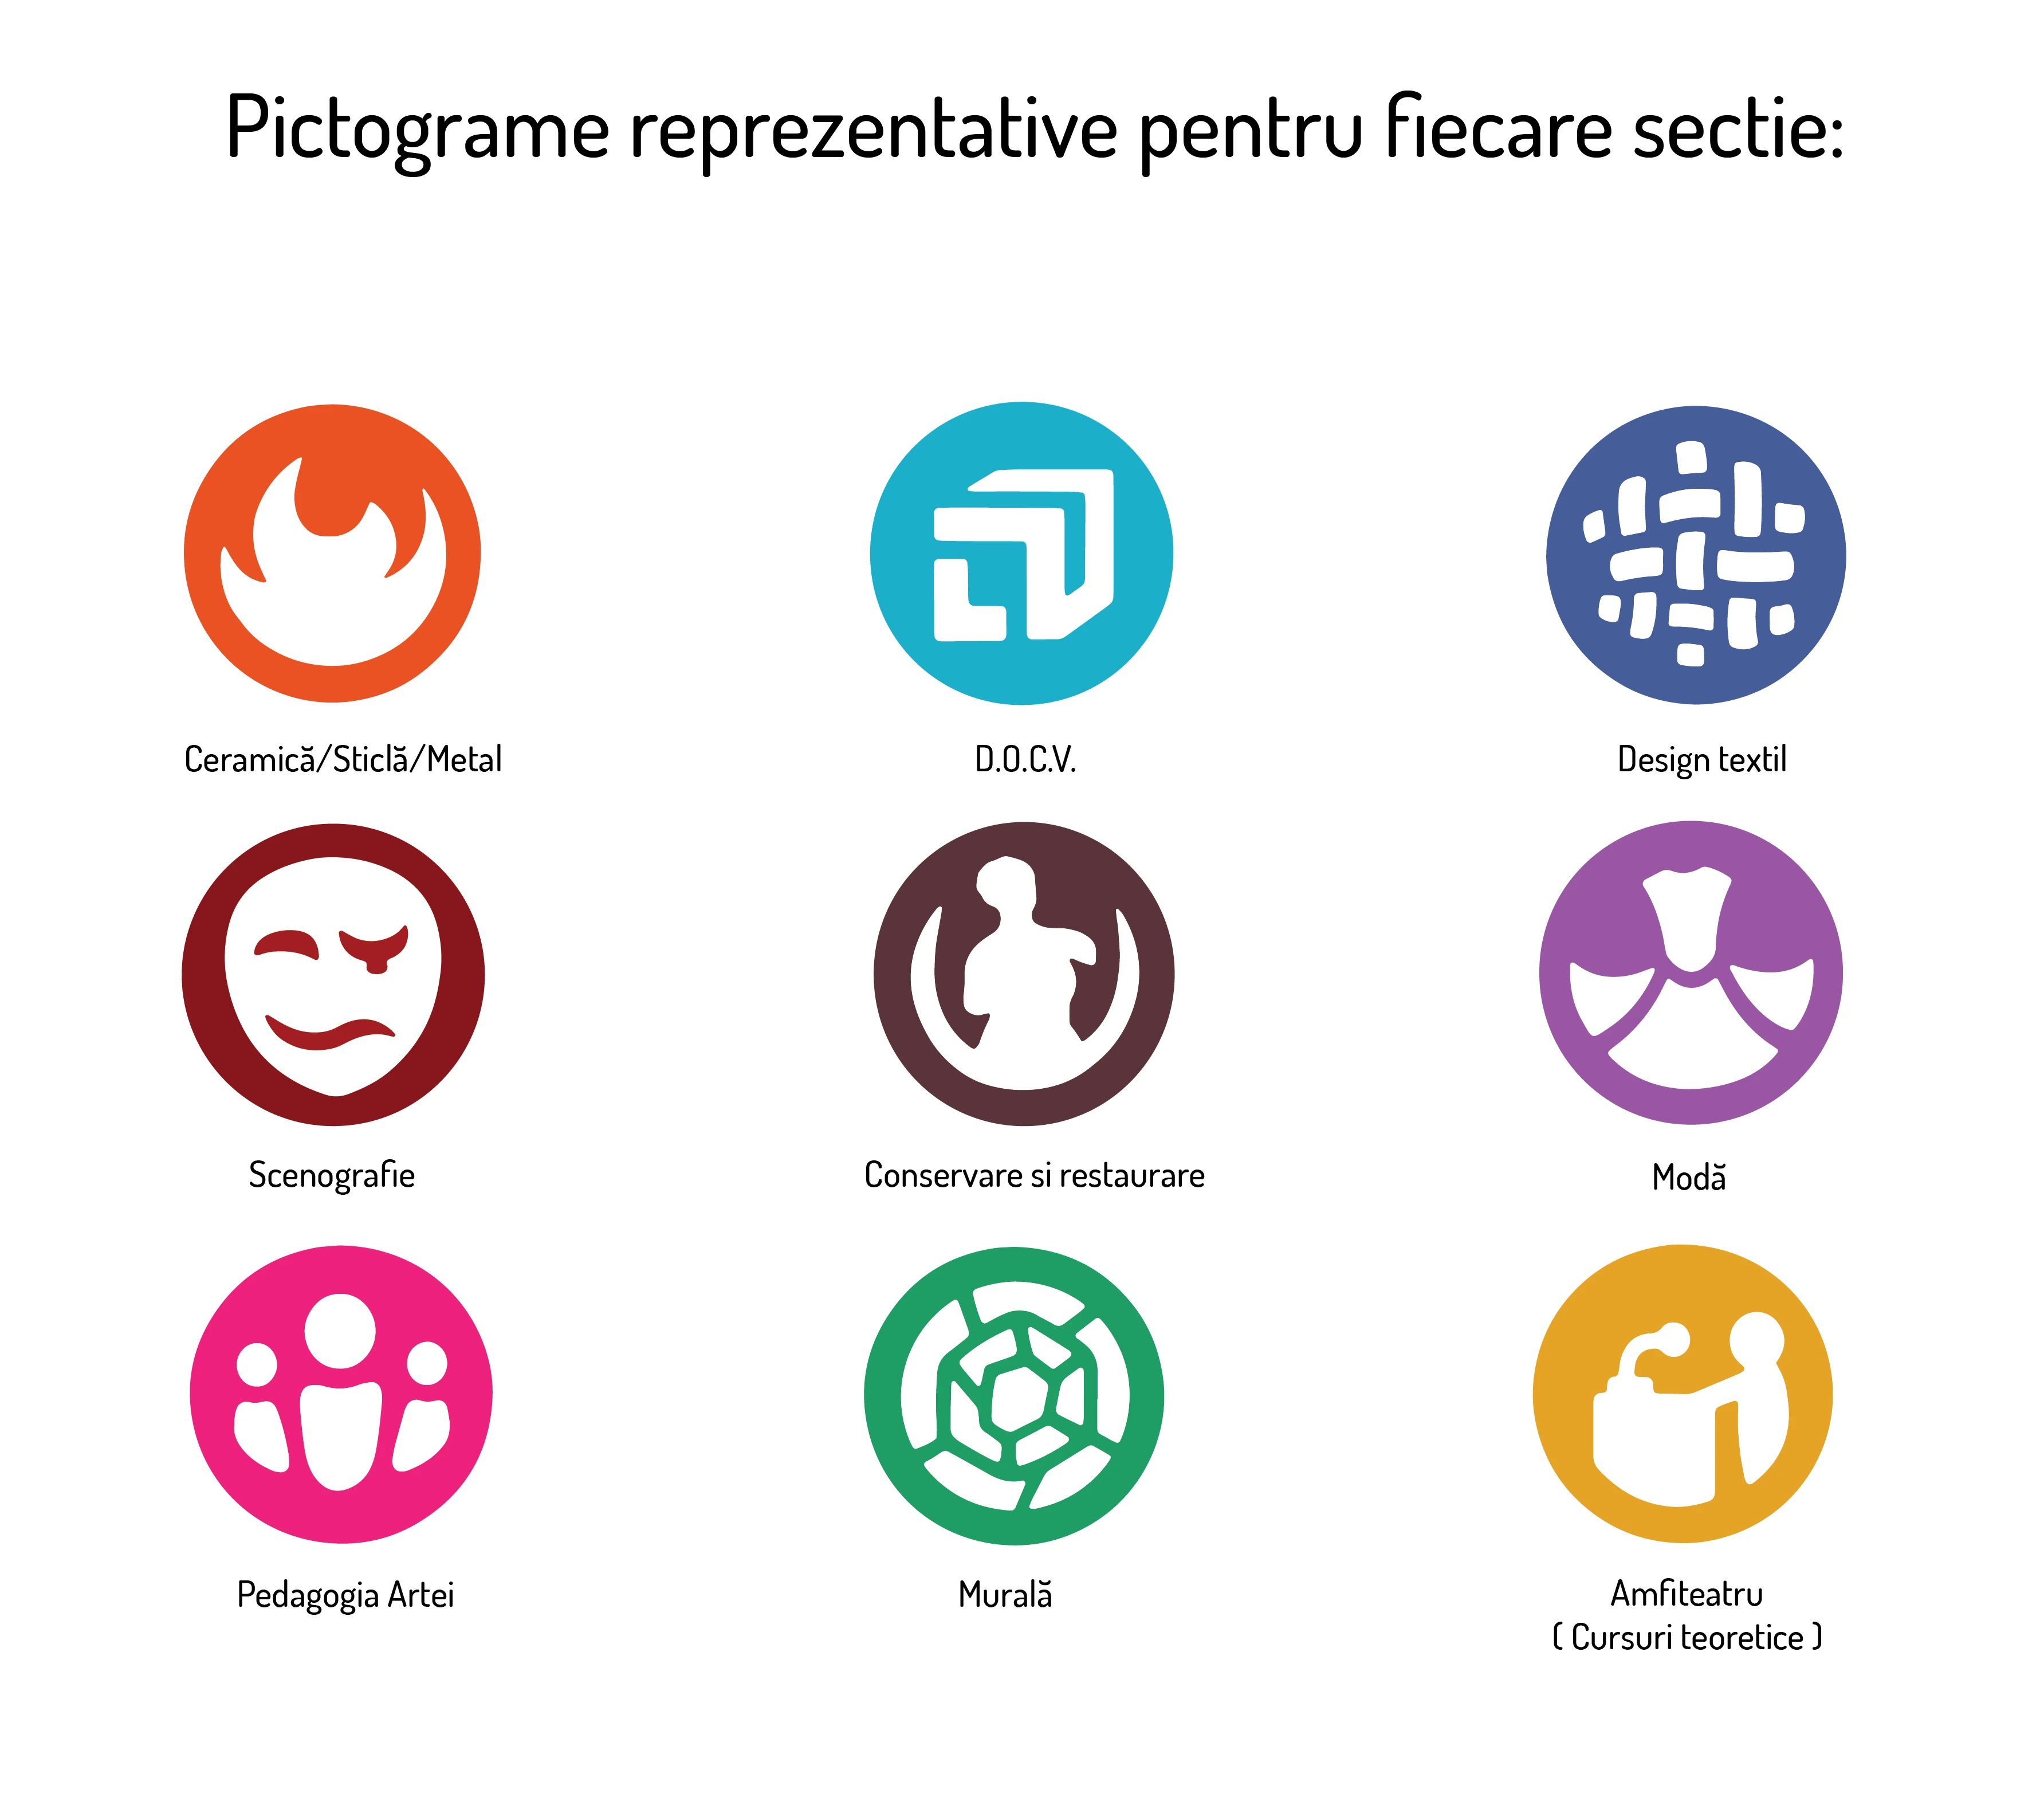 Pictograme reprezentative pentru fiecare sectie:
Ceramică/Sticlă/Metal
D.O.C.V.
Design textil
Scenografie
Conservare si restaurare
Modă
Pedagogia Artei
Murală
Amfiteatru
( Cursuri teoretice )